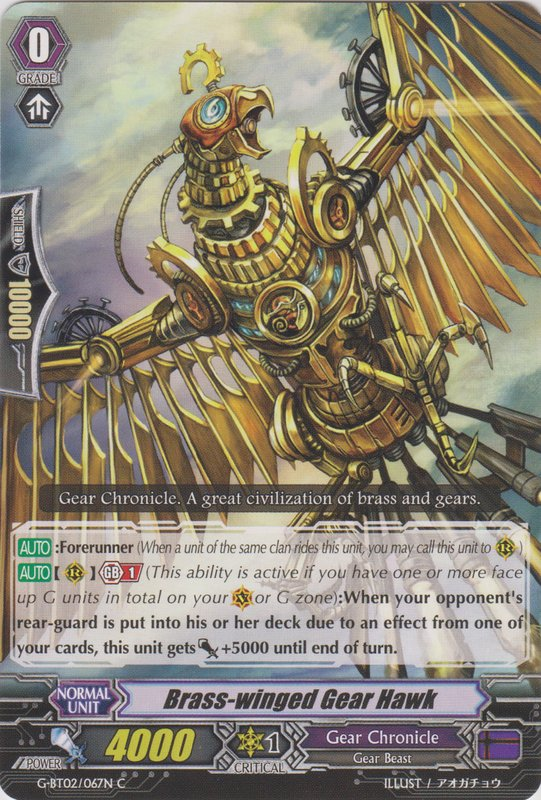 0
GRADE
SHIELD
10000
Gear Chronicle. A great civilization of brass and gears.
AUTO :Forerunner (When a unit of the same clan rides this unit, you may call this unit to R)
AUTO [ R ] GB 1 (This ability is active if you have one or more face
up G units in total on your V or G zone):When your opponent's
rear-guard is put into his or her deck due to an effect from one of
your cards, this unit gets +5000 until end of turn.
NORMAL
UNIT
Brass-winged Gear Hawk
POWER
4000
1
CRITICAL
Gear Chronicle
Gear Beast
G-BT02/067N C
ILLUST / アオガチョウ